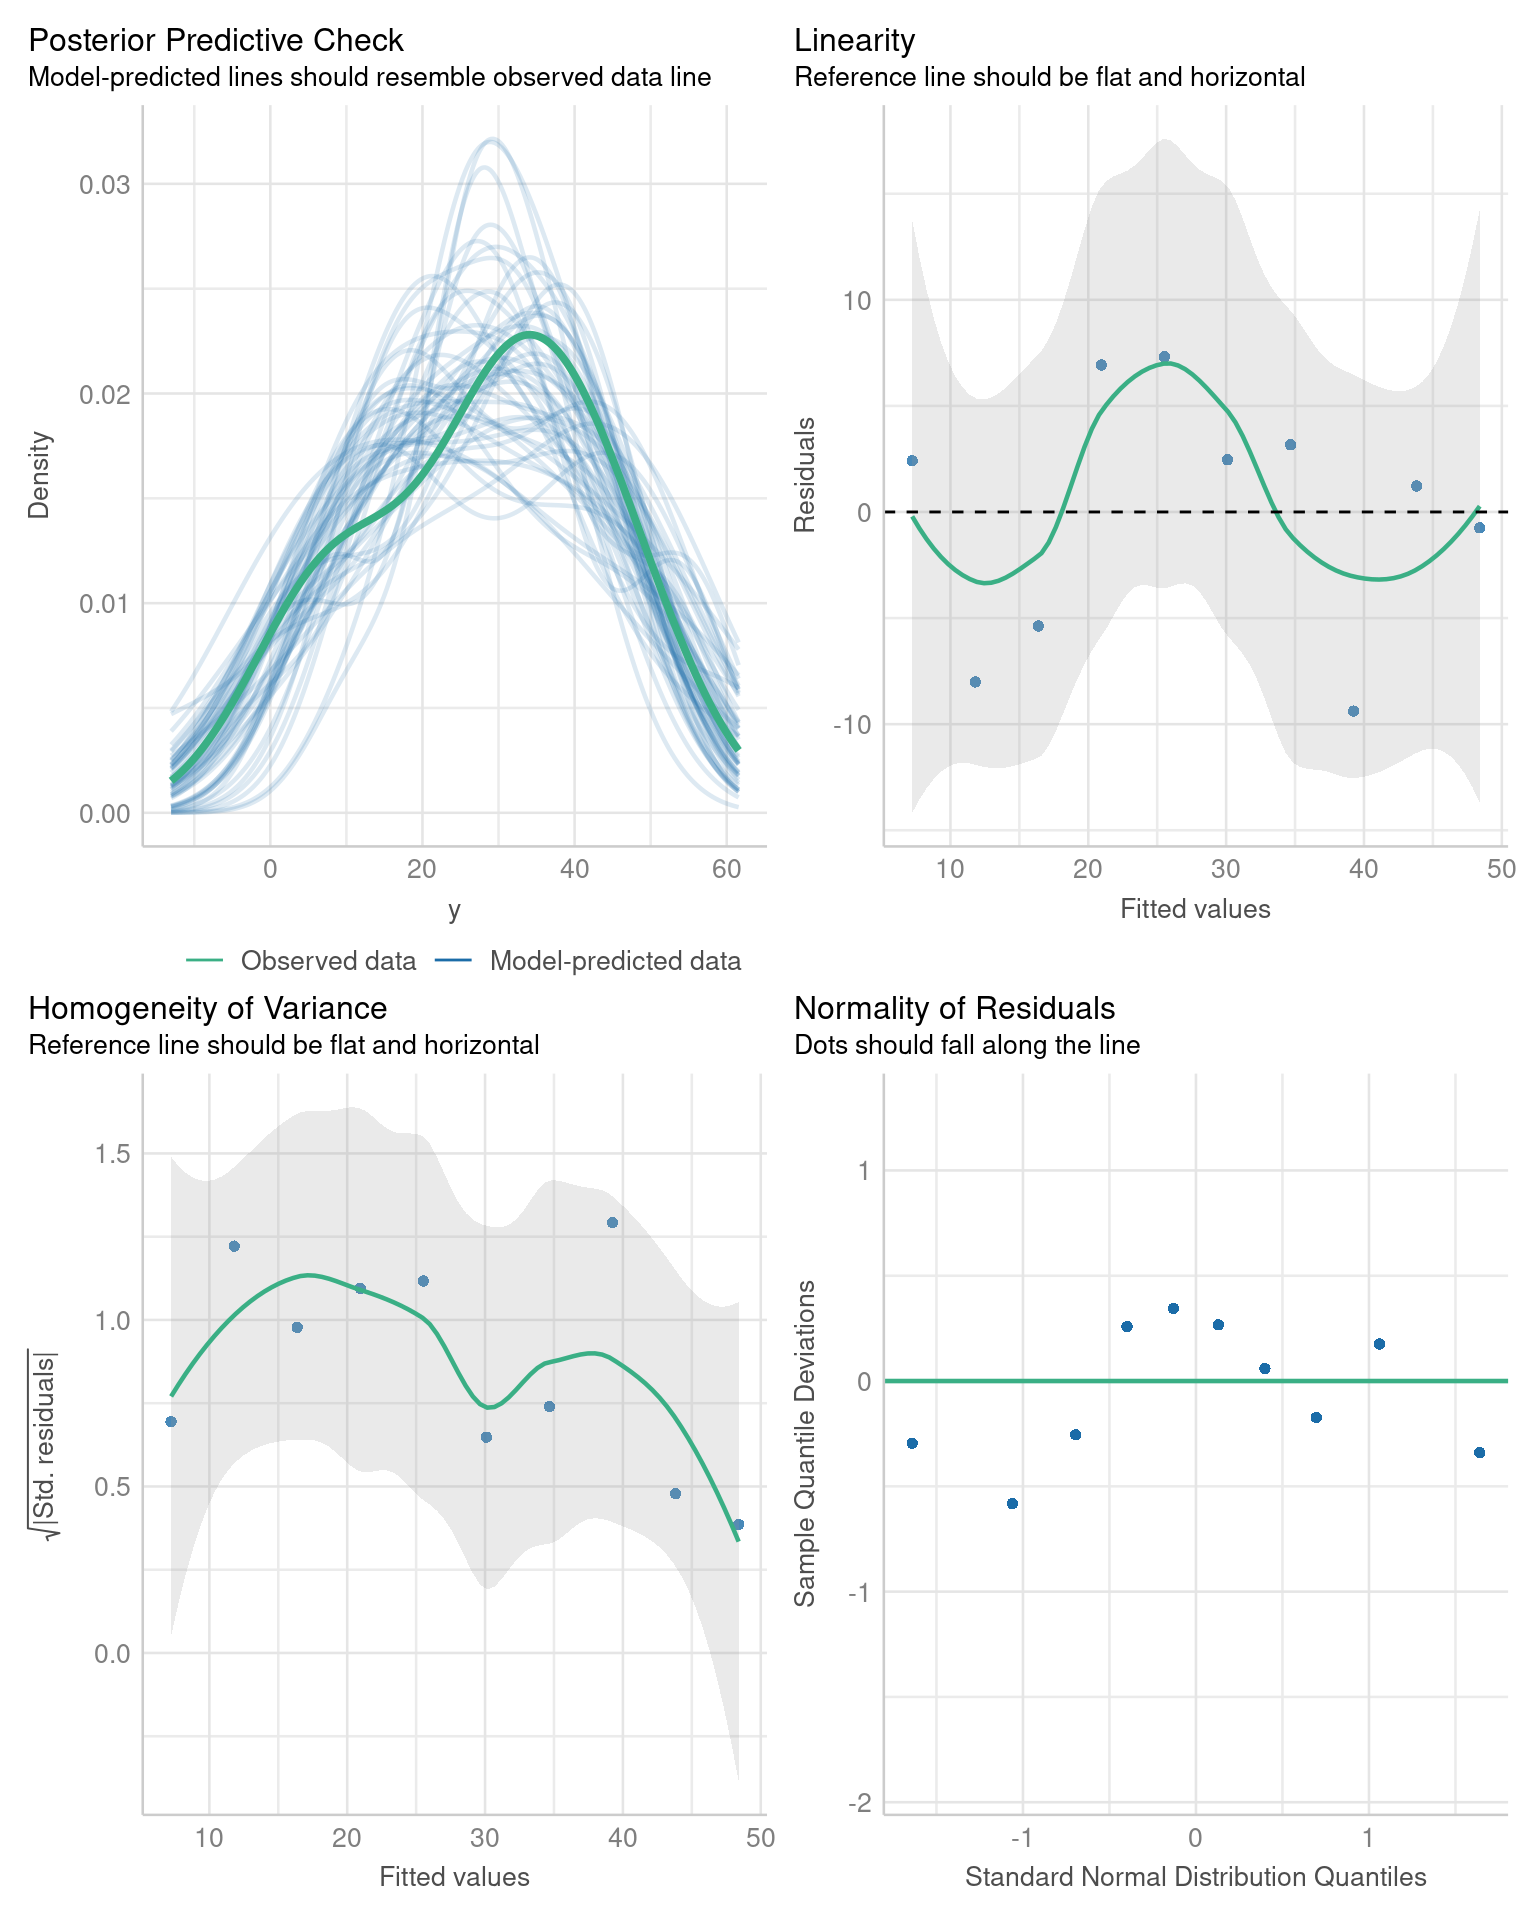 Posterior Predictive Check
Model-predicted lines should resemble observed data line
0.03
0.02
0.01
0.00
Density
0
20
40
60
y
Observed data
Model-predicted data
Linearity
Reference line should be flat and horizontal
10
0
-10
Residuals
10
20
30
40
50
Fitted values
Homogeneity of Variance
Reference line should be flat and horizontal
1.5
1.0
0.5
0.0
√|Std. residuals|
10
20
30
40
50
Fitted values
Normality of Residuals
Dots should fall along the line
1
0
-1
-2
Sample Quantile Deviations
-1
0
1
Standard Normal Distribution Quantiles